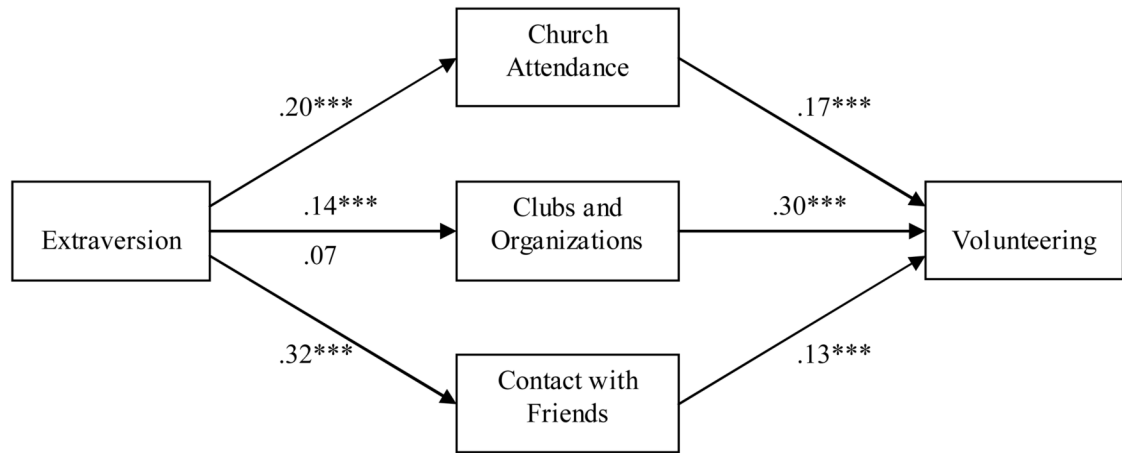 Church
Attendance
.20***
.17***
Extraversion
.14***
.07
Clubs and
Organizations
.30***
Volunteering
.32***
Contact with
Friends
.13***